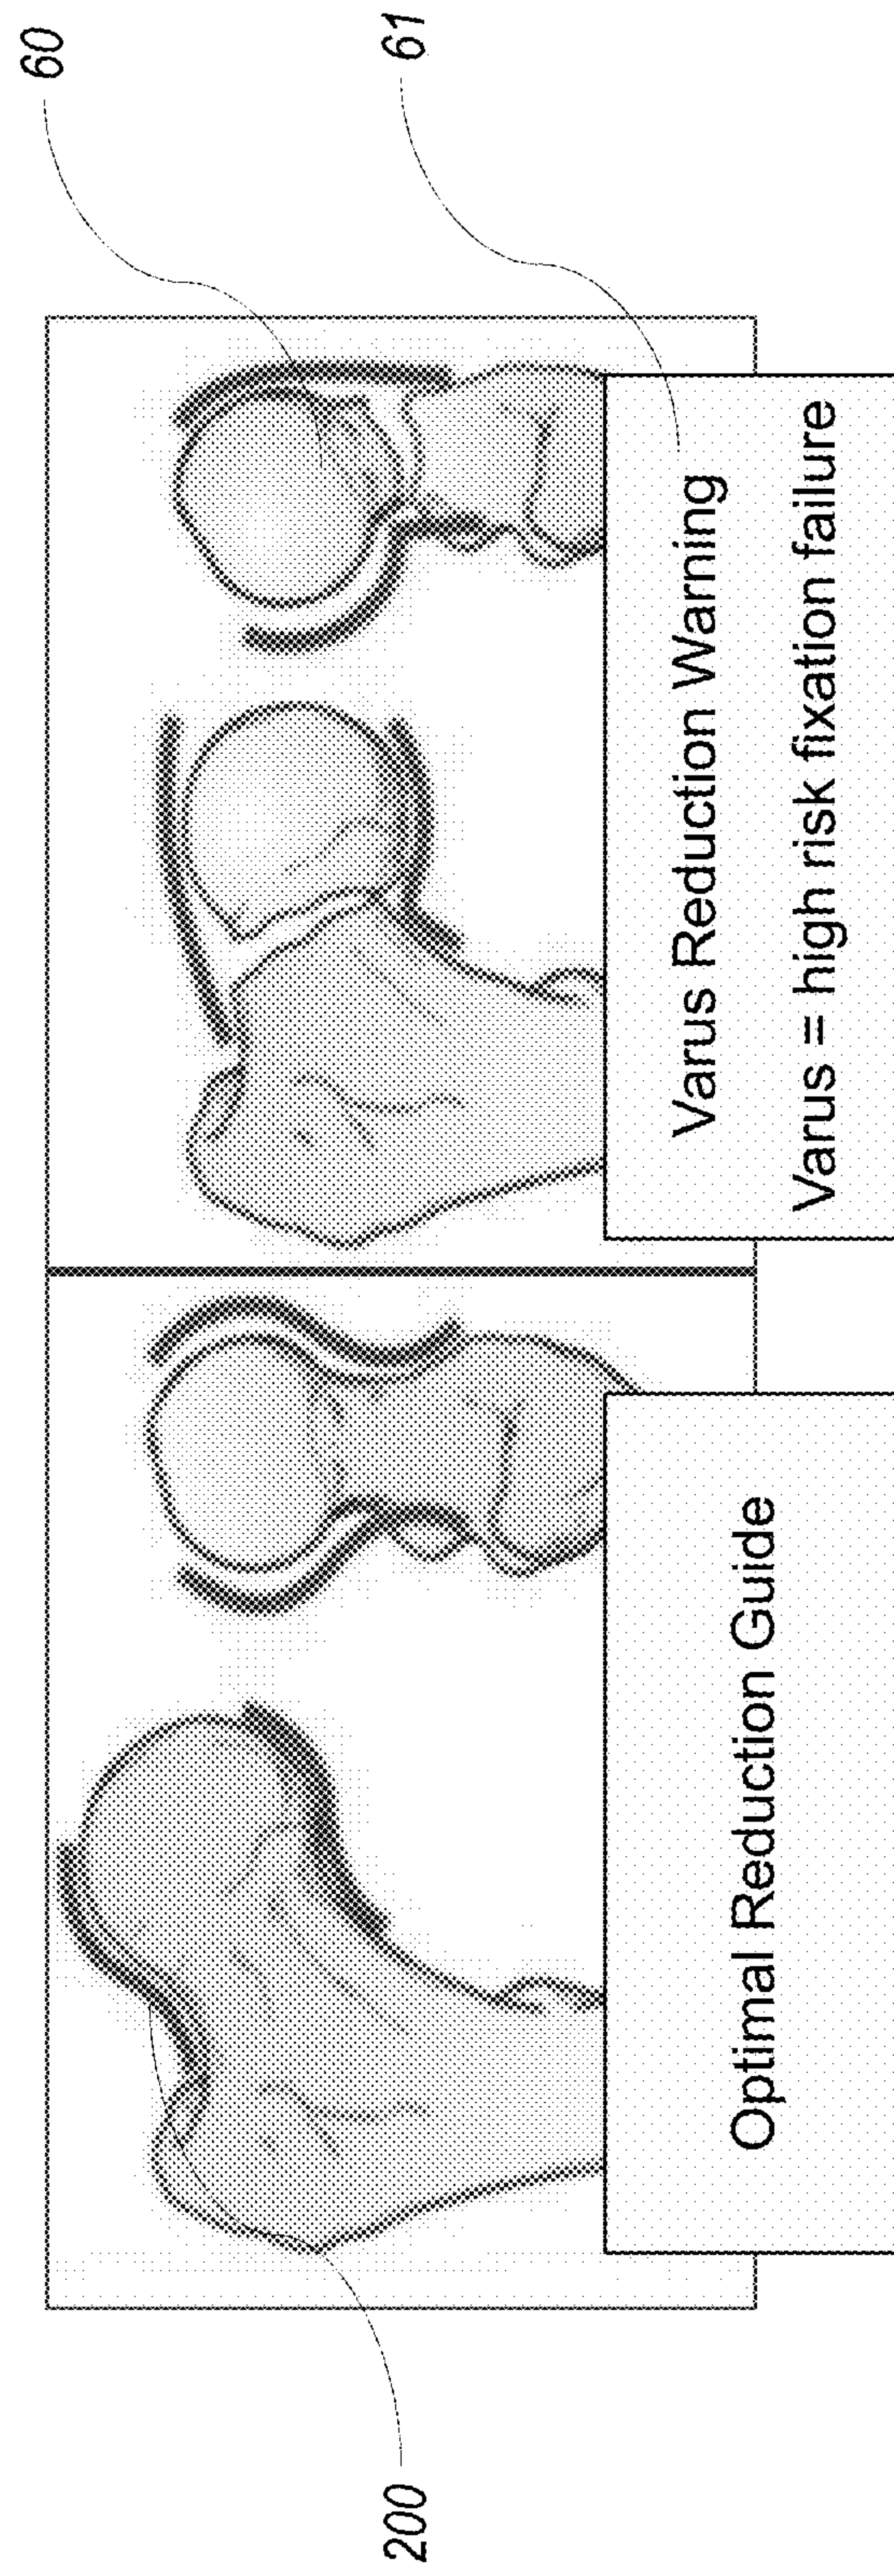 60
61
200
Optimal Reduction Guide
Varus Reduction Warning
Varus = high risk fixation failure